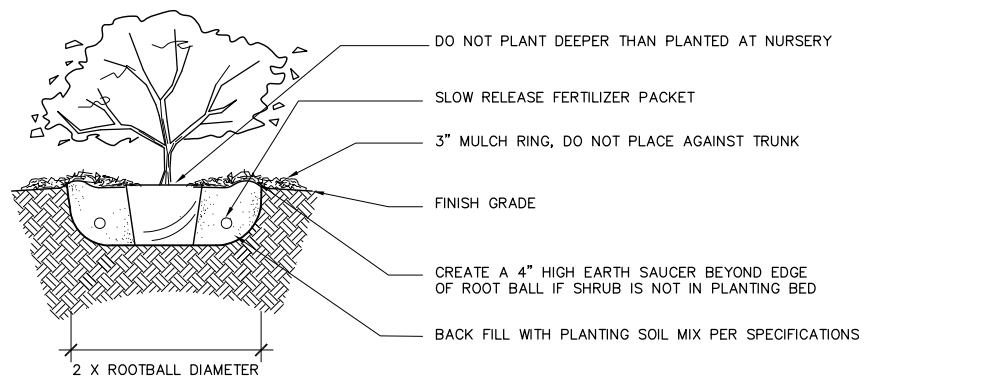 DO NOT PLANT DEEPER THAN PLANTED AT NURSERY
SLOW RELEASE FERTILIZER PACKET
3" MULCH RING, DO NOT PLACE AGAINST TRUNK
FINISH GRADE
CREATE A 4" HIGH EARTH SAUCER BEYOND EDGE
OF ROOT BALL IF SHRUB IS NOT IN PLANTING BED
BACK FILL WITH PLANTING SOIL MIX PER SPECIFICATIONS
2 X ROOTBALL DIAMETER